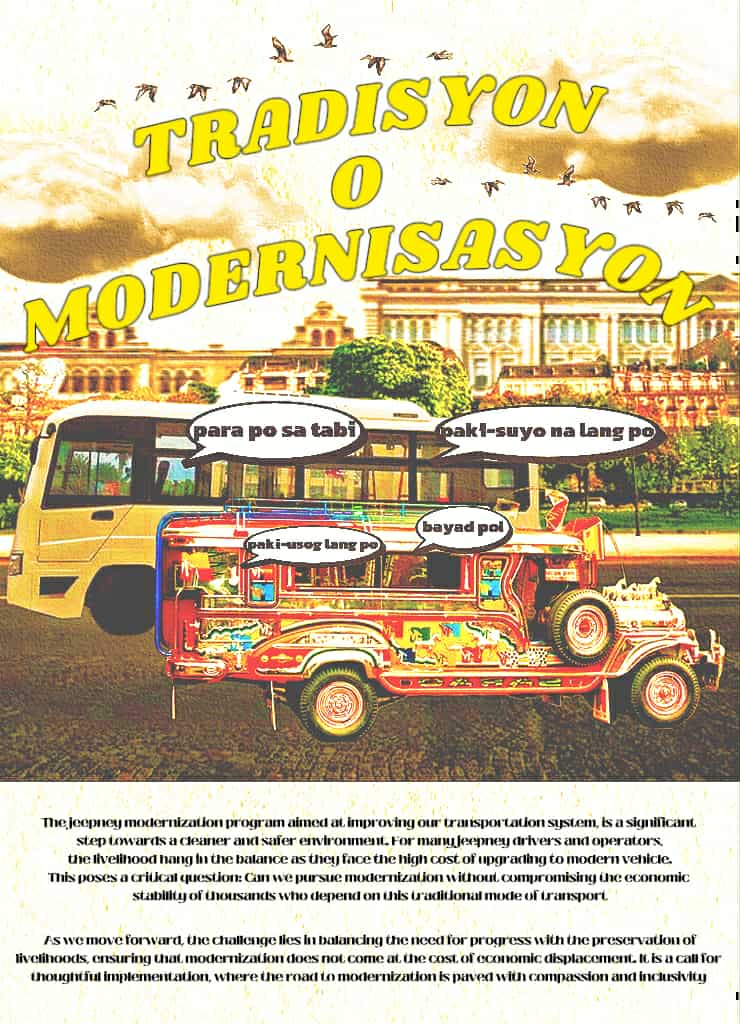 TRADISYON
O
MODERNISASYON
para po sa tabi
paki-suyo na lang po
paki-usog lang po
bayad po!
The jeepney modernization program aimed at improving our transportation system, is a significant
step towards a cleaner and safer environment. For many jeepney drivers and operators,
the livelihood hang in the balance as they face the high cost of upgrading to modern vehicle.
This poses a critical question: Can we pursue modernization without compromising the economic
stability of thousands who depend on this traditional mode of transport.
As we move forward, the challenge lies in balancing the need for progress with the preservation of
livelihoods, ensuring that modernization does not come at the cost of economic displacement. It is a call for
thoughtful implementation, where the road to modernization is paved with compassion and inclusivity